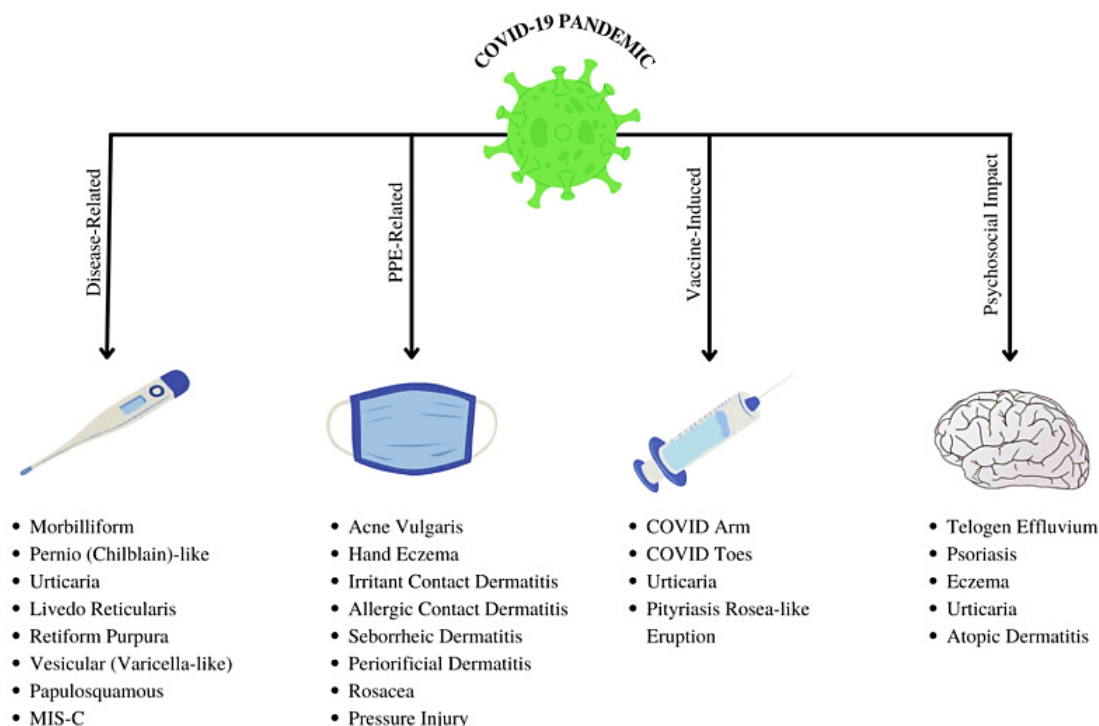 COVID-19 PANDEMIC
Disease-Related
PPE-Related
Vaccine-Induced
Psychosocial Impact
• Morbilliform
• Pernio (Chilblain)-like
• Urticaria
• Livedo Reticularis
• Retiform Purpura
• Vesicular (Varicella-like)
• Papulosquamous
• MIS-C
• Acne Vulgaris
• Hand Eczema
• Irritant Contact Dermatitis
• Allergic Contact Dermatitis
• Seborrheic Dermatitis
• Periorificial Dermatitis
• Rosacea
• Pressure Injury
• COVID Arm
• COVID Toes
• Urticaria
• Pityriasis Rosea-like
Eruption
• Telogen Effluvium
• Psoriasis
• Eczema
• Urticaria
• Atopic Dermatitis